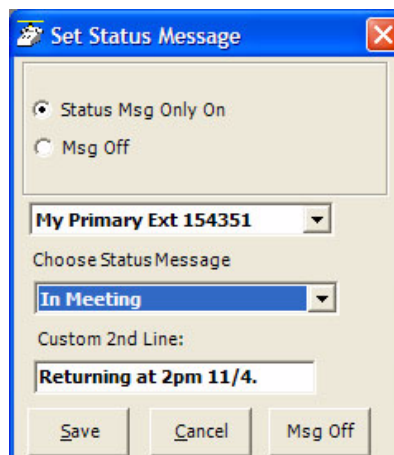 Set Status Message
Status Msg Only On
Msg Off
My Primary Ext 154351
Choose Status Message
In Meeting
Custom 2nd Line:
Returning at 2pm 11/4.
Save Cancel Msg Off